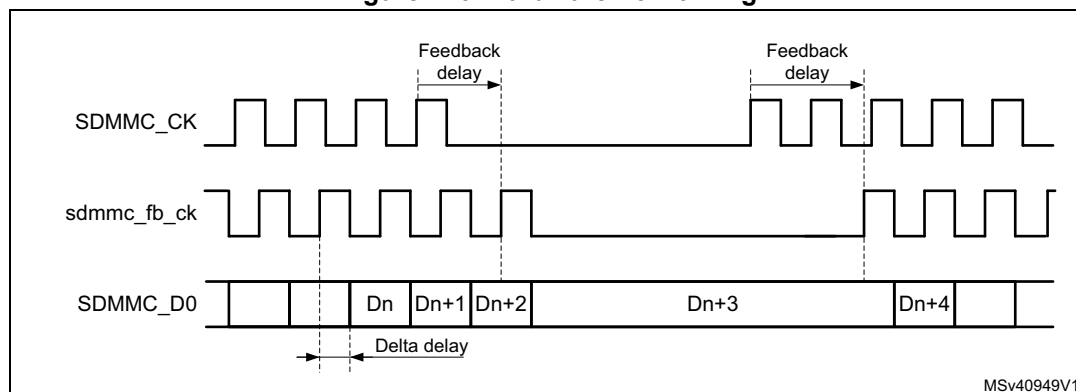 Feedback delay
Feedback delay
SDMMC_CK
sdmmc_fb_ck
SDMMC_D0
Dn
Dn+1
Dn+2
Dn+3
Dn+4
Delta delay
MSv40949V1